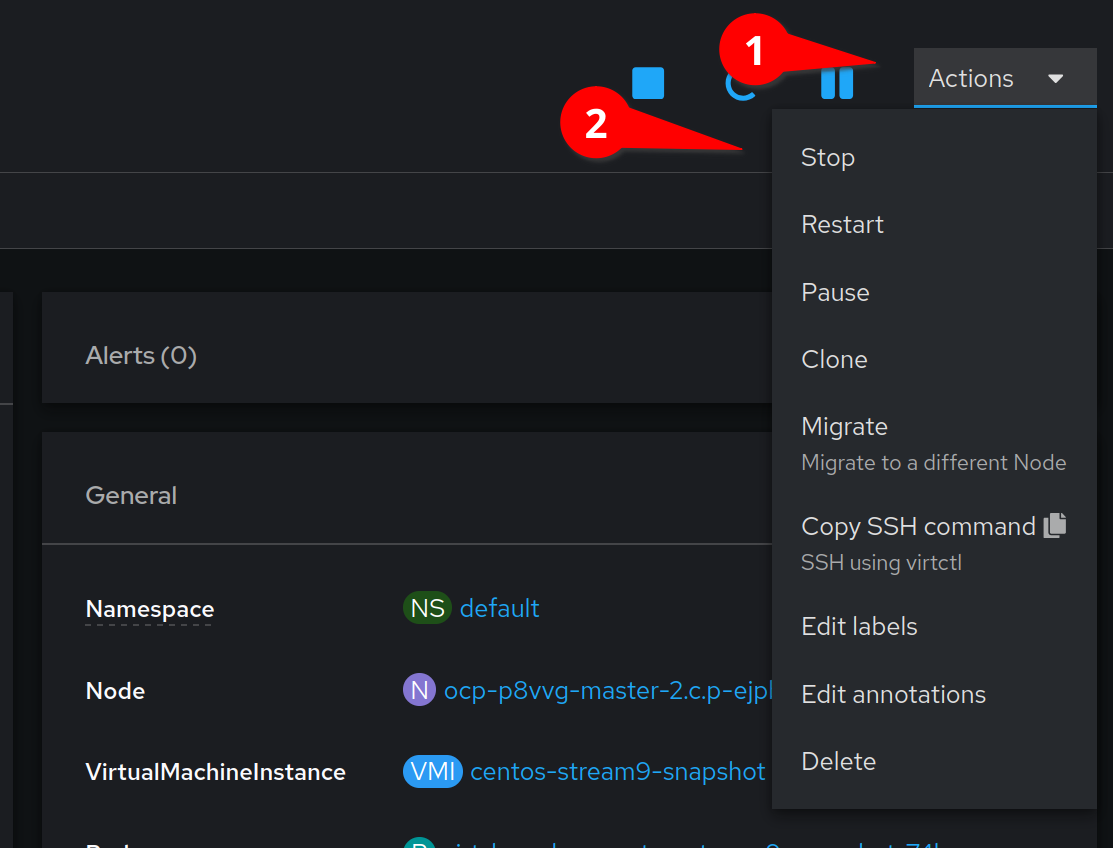 1
Actions
2
Stop
Restart
Pause
Clone
Migrate
Migrate to a different Node
Copy SSH command
SSH using virtctl
Edit labels
Edit annotations
Delete
Alerts (0)
General
Namespace
NS default
Node
N ocp-p8vvg-master-2.c.p-ejpl
VirtualMachineInstance
VMI centos-stream9-snapshot